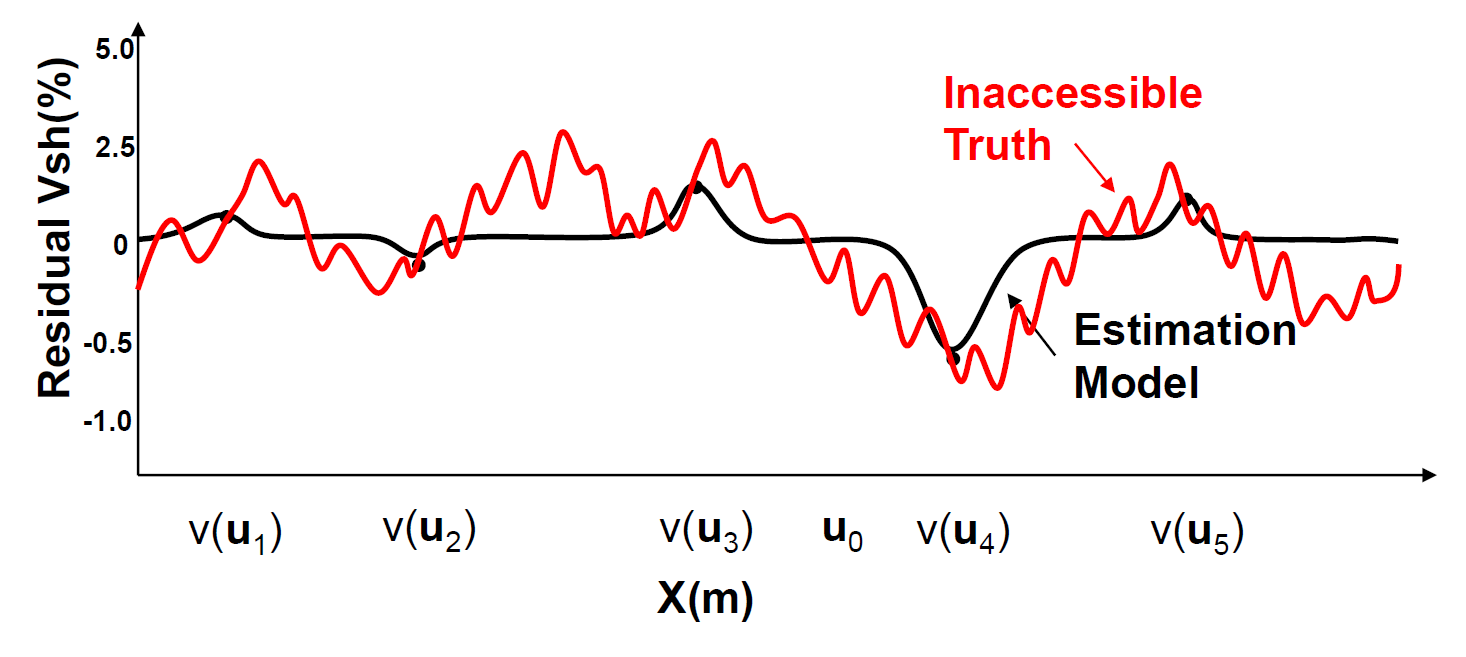 Residual Vsh(%)
5.0
2.5
0
-0.5
-1.0
Inaccessible
Truth
Estimation
Model
v(u1)
v(u2)
v(u3)
u0
v(u4)
v(u5)
X(m)